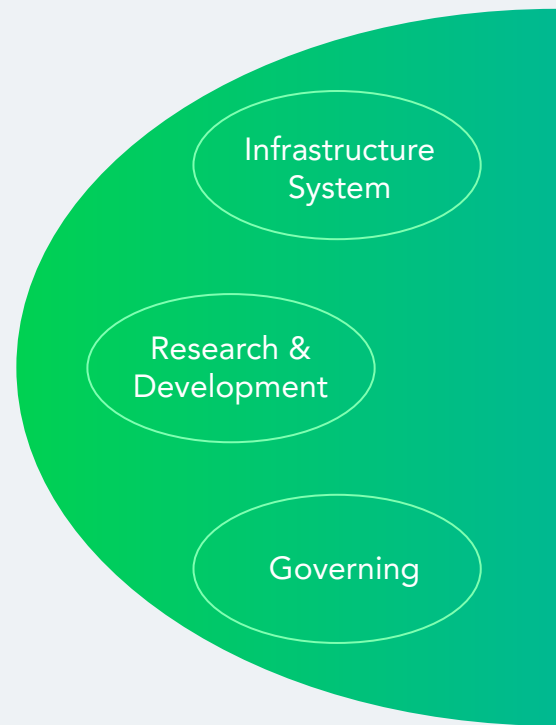 Infrastructure
System
Research &
Development
Governing